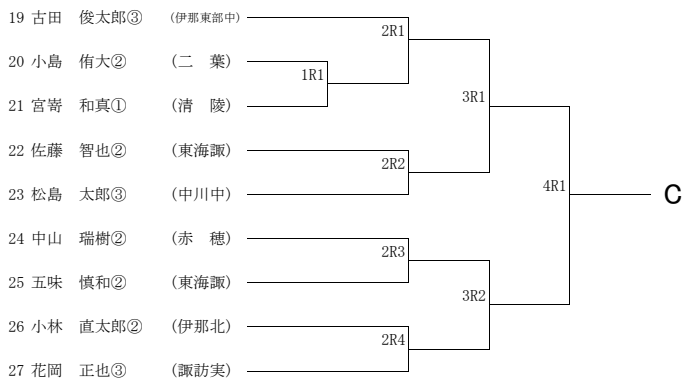 19 古田　俊太郎③　(伊那東部中)
2R1
20 小島　侑大②　(二　葉)
1R1
21 宮嵜　和真①　(清　陵)
3R1
22 佐藤　智也②　(東海諏)
2R2
23 松島　太郎③　(中川中)
4R1
C
24 中山　瑞樹②　(赤　穂)
2R3
25 五味　慎和②　(東海諏)
3R2
26 小林　直太郎②　(伊那北)
2R4
27 花岡　正也③　(諏訪実)